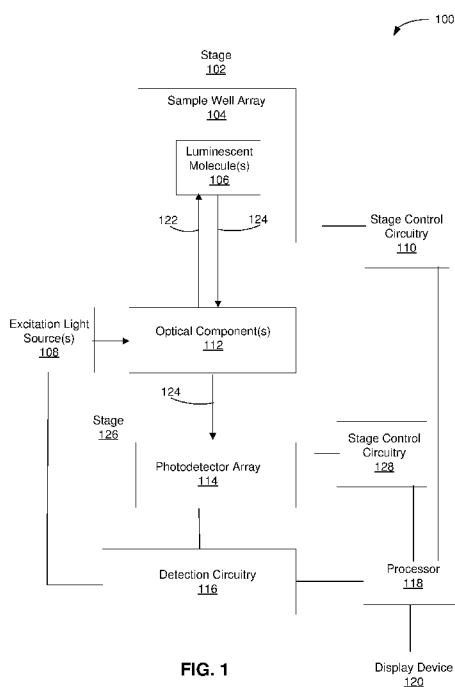 100
Stage
102
Sample Well Array
104
Luminescent
Molecule(s)
106
122
124
Stage Control
Circuitry
110
Excitation Light
Source(s)
108
Optical Component(s)
112
124
Stage
126
Photodetector Array
114
Stage Control
Circuitry
128
Detection Circuitry
116
Processor
118
FIG. 1
Display Device
120